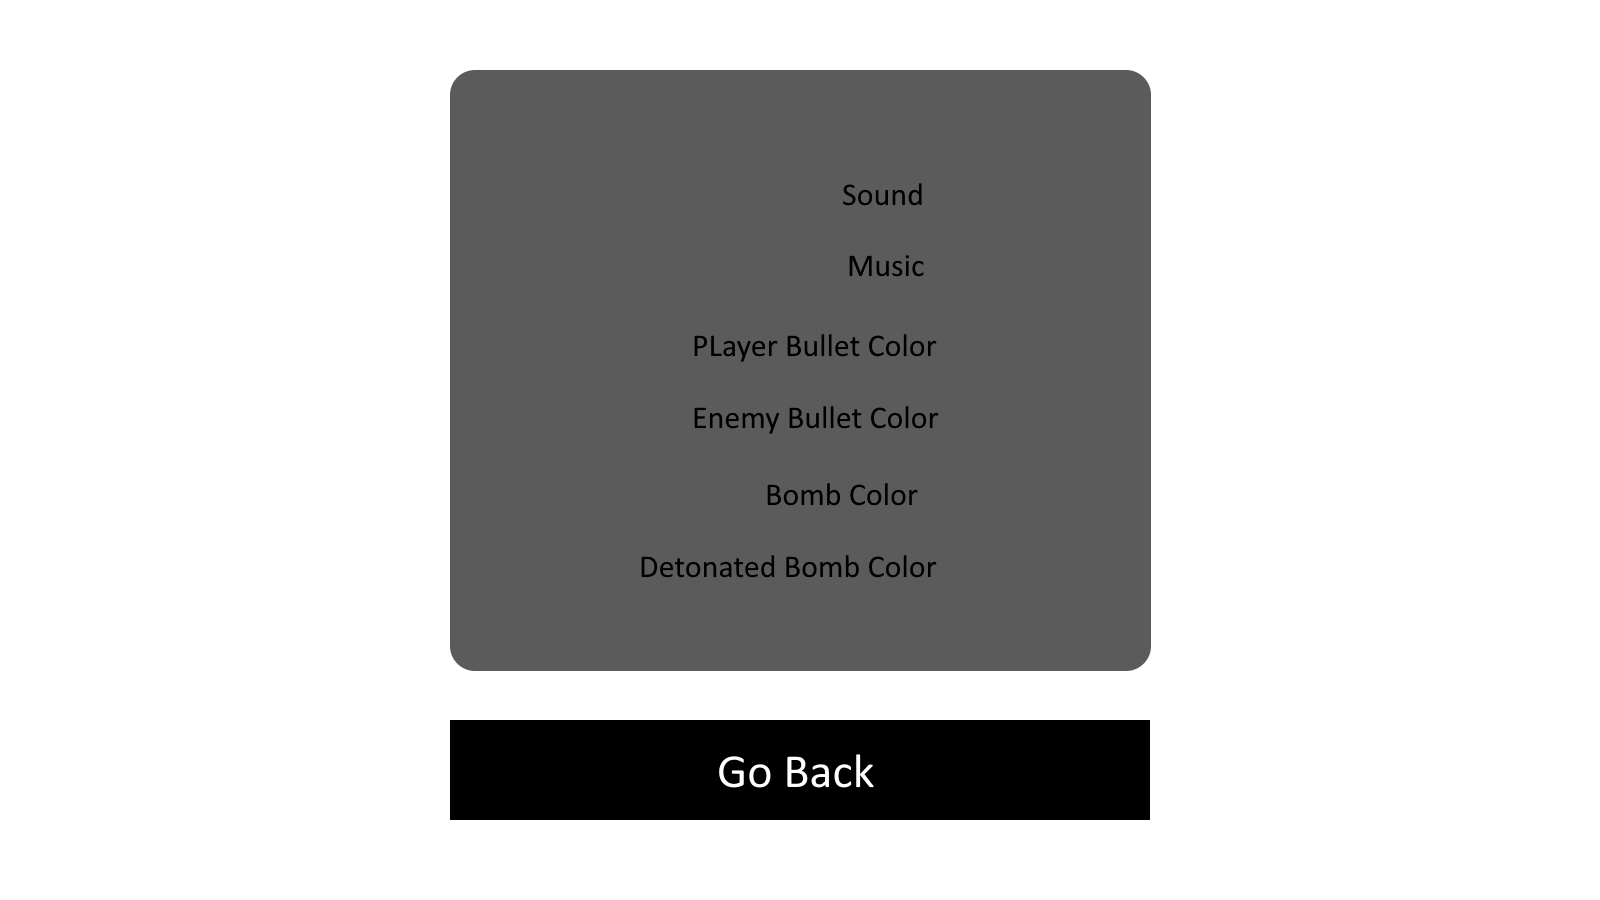 Sound
Music
PLayer Bullet Color
Enemy Bullet Color
Bomb Color
Detonated Bomb Color
Go Back